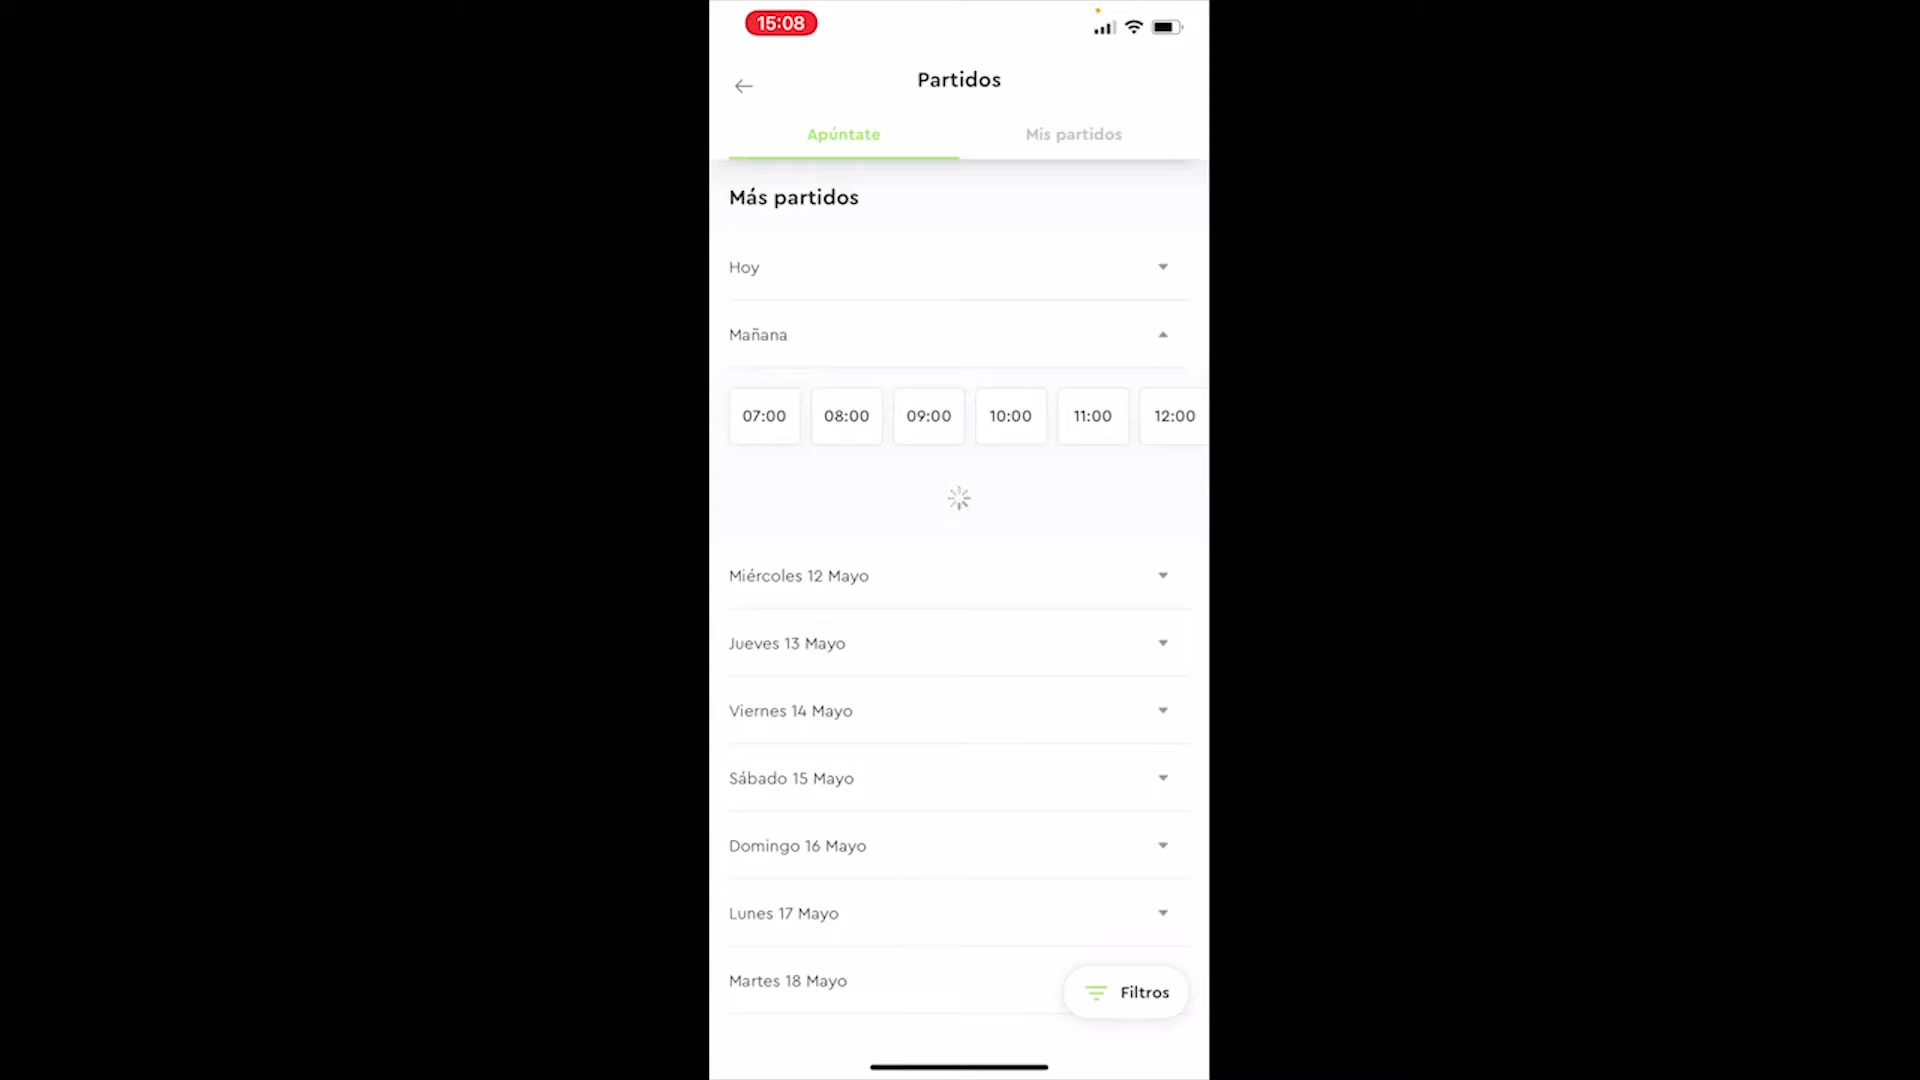 15:08
Partidos
Apúntate
Mis partidos
Más partidos
Hoy
Mañana
07:00 08:00 09:00 10:00 11:00 12:00
Miércoles 12 Mayo
Jueves 13 Mayo
Viernes 14 Mayo
Sábado 15 Mayo
Domingo 16 Mayo
Lunes 17 Mayo
Martes 18 Mayo
Filtros